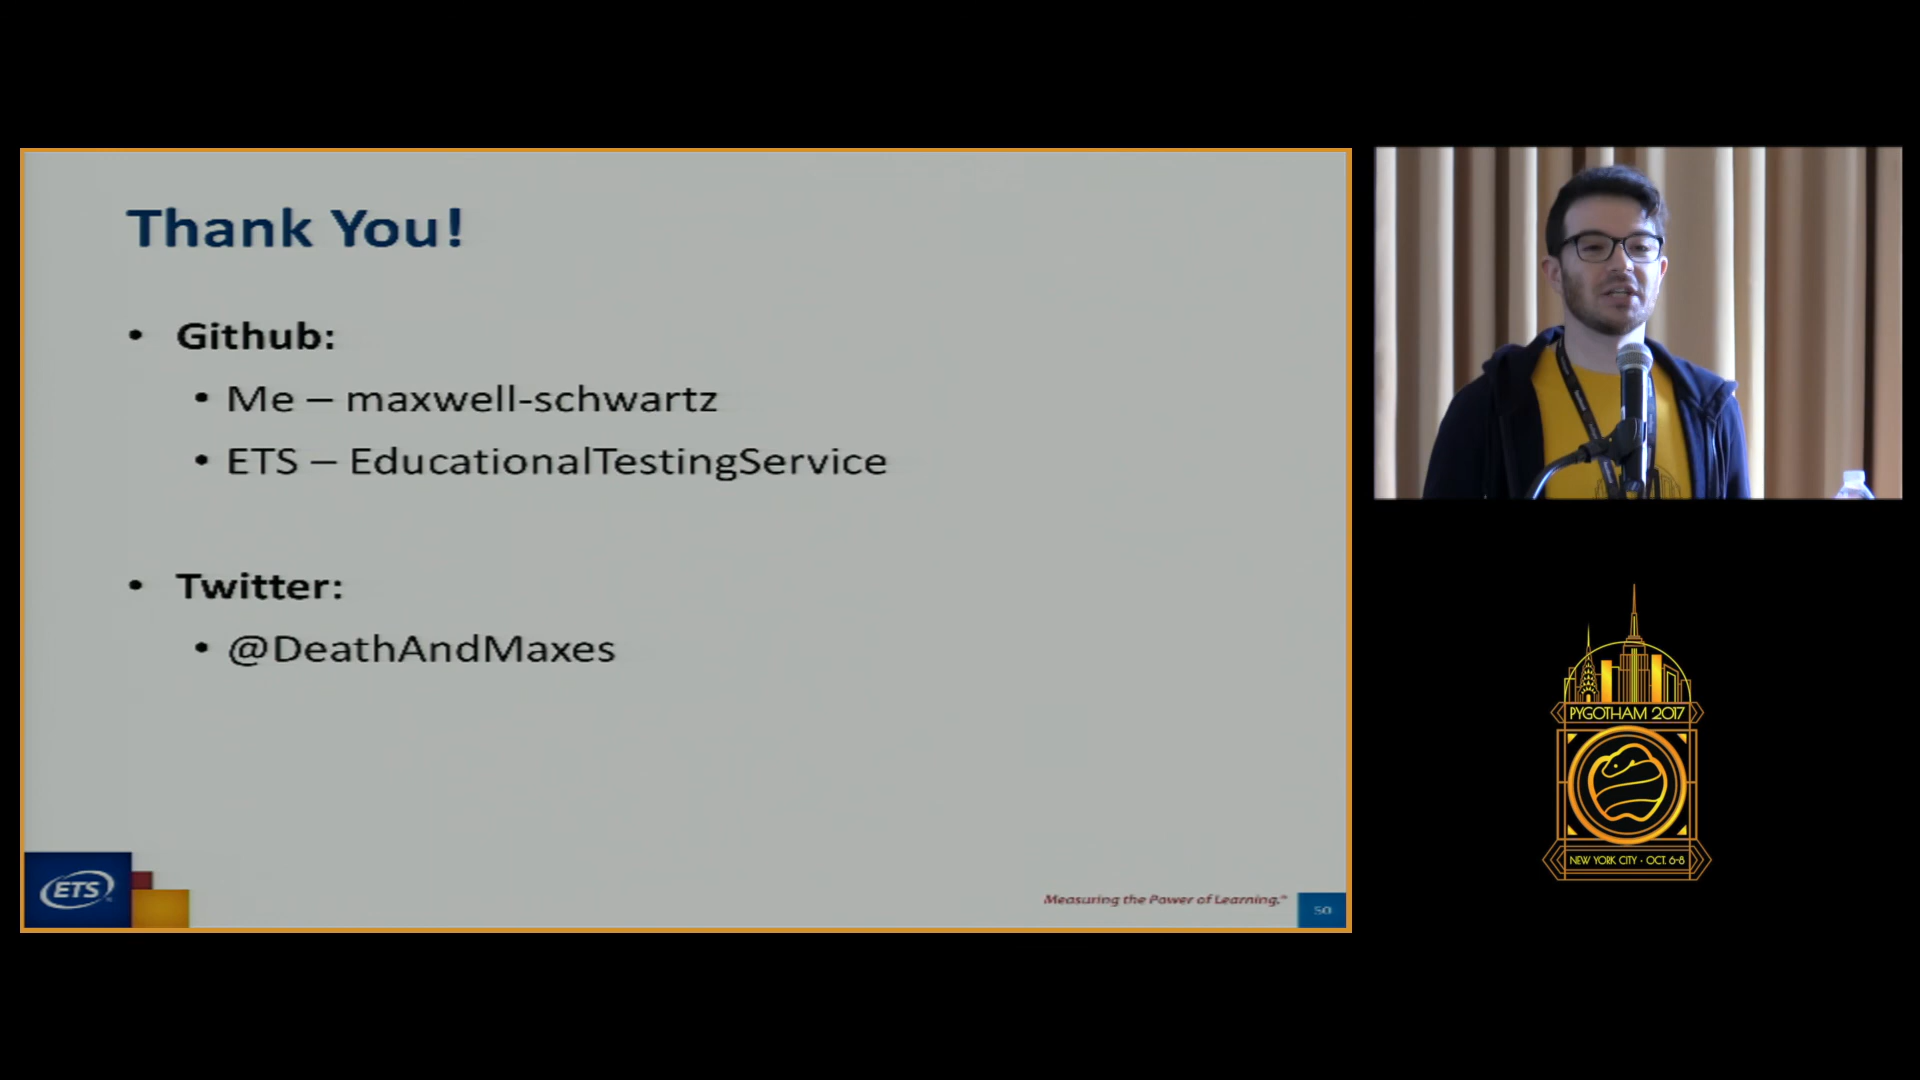 Thank You!
• Github:
• Me – maxwell-schwartz
• ETS – EducationalTestingService
• Twitter:
• @DeathAndMaxes
ETS
Measuring the Power of Learning.™
50
PYGOTHAM 2017
NEW YORK CITY • OCT. 6-8